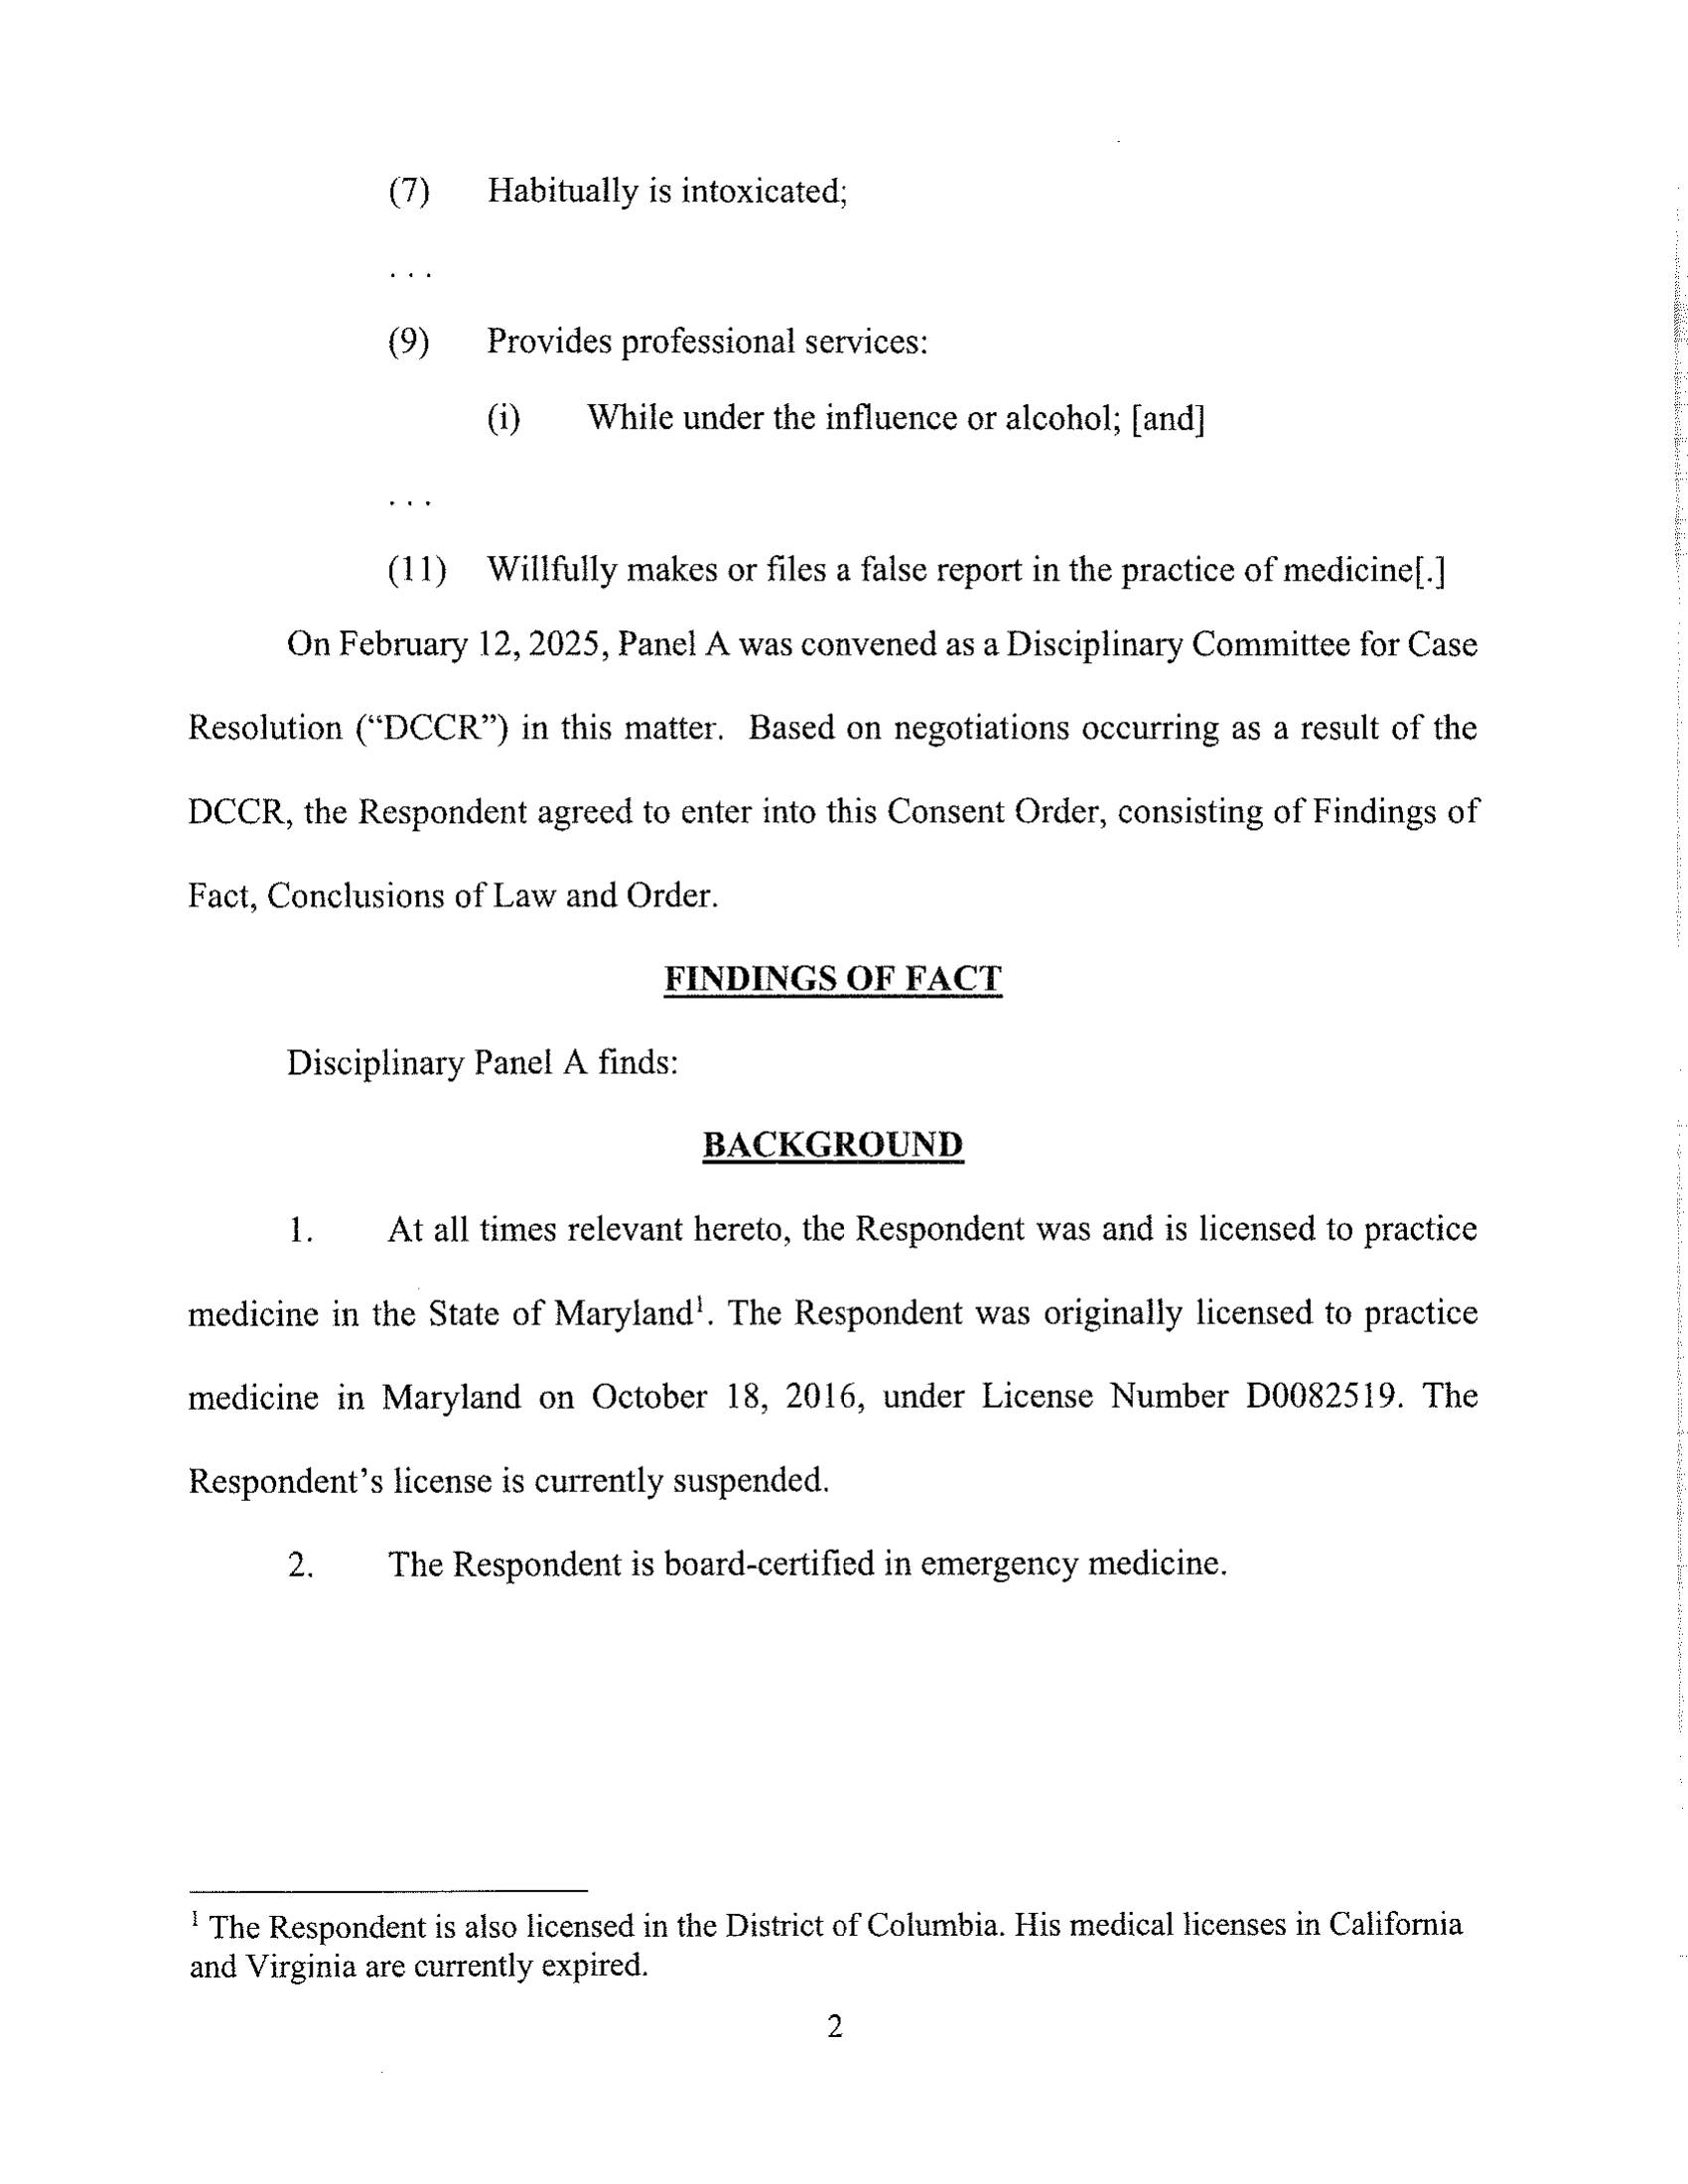 (7) Habitually is intoxicated;
. . .
(9) Provides professional services:
(i) While under the influence or alcohol; [and]
. . .
(11) Willfully makes or files a false report in the practice of medicine[.]
On February 12, 2025, Panel A was convened as a Disciplinary Committee for Case
Resolution (“DCCR”) in this matter. Based on negotiations occurring as a result of the
DCCR, the Respondent agreed to enter into this Consent Order, consisting of Findings of
Fact, Conclusions of Law and Order.
FINDINGS OF FACT
Disciplinary Panel A finds:
BACKGROUND
1. At all times relevant hereto, the Respondent was and is licensed to practice
medicine in the State of Maryland¹. The Respondent was originally licensed to practice
medicine in Maryland on October 18, 2016, under License Number D0082519. The
Respondent’s license is currently suspended.
2. The Respondent is board-certified in emergency medicine.
¹ The Respondent is also licensed in the District of Columbia. His medical licenses in California
and Virginia are currently expired.
2